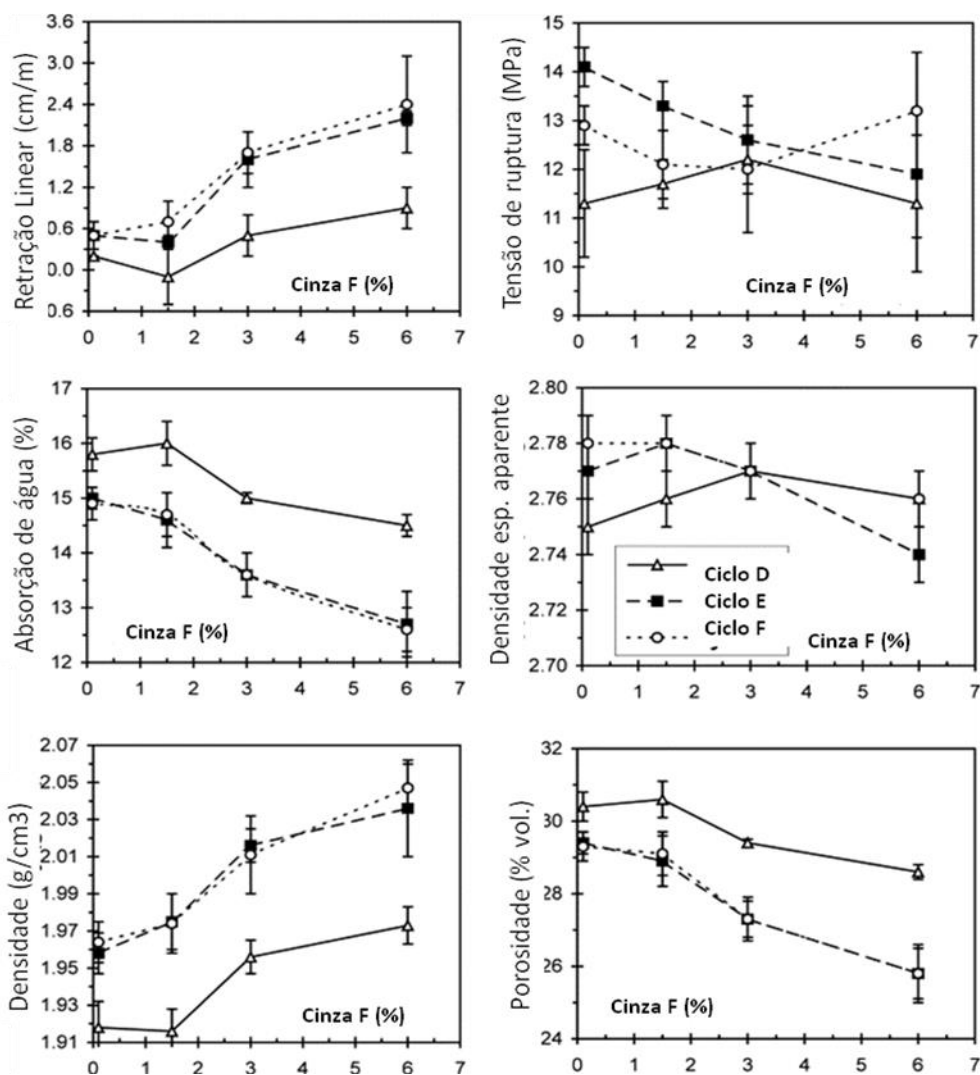 Retração Linear (cm/m)
3.6
3.0
2.4
1.8
1.2
0.6
0.0
0.6
Cinza F (%)
0 1 2 3 4 5 6 7
Tensão de ruptura (MPa)
15
14
13
12
11
10
9
Cinza F (%)
0 1 2 3 4 5 6 7
Absorção de água (%)
17
16
15
14
13
12
Cinza F (%)
0 1 2 3 4 5 6 7
Densidade esp. aparente
2.80
2.78
2.76
2.74
2.72
2.70
Ciclo D
Ciclo E
Ciclo F
Cinza F (%)
0 1 2 3 4 5 6 7
Densidade (g/cm3)
2.07
2.05
2.03
2.01
1.99
1.97
1.95
1.93
1.91
Cinza F (%)
0 1 2 3 4 5 6 7
Porosidade (% vol.)
32
30
28
26
24
Cinza F (%)
0 1 2 3 4 5 6 7